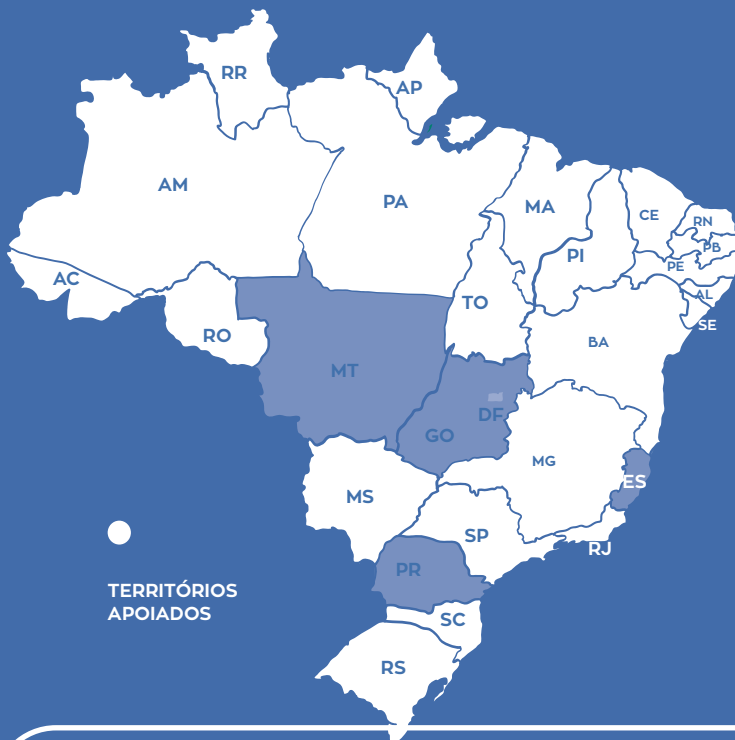 RR
AP
AM
PA
MA
CE
RN
PB
PI
PE
AC
AL
TO
SE
RO
BA
MT
DF
GO
MG
ES
MS
SP
RJ
PR
TERRITÓRIOS
APOIADOS
SC
RS